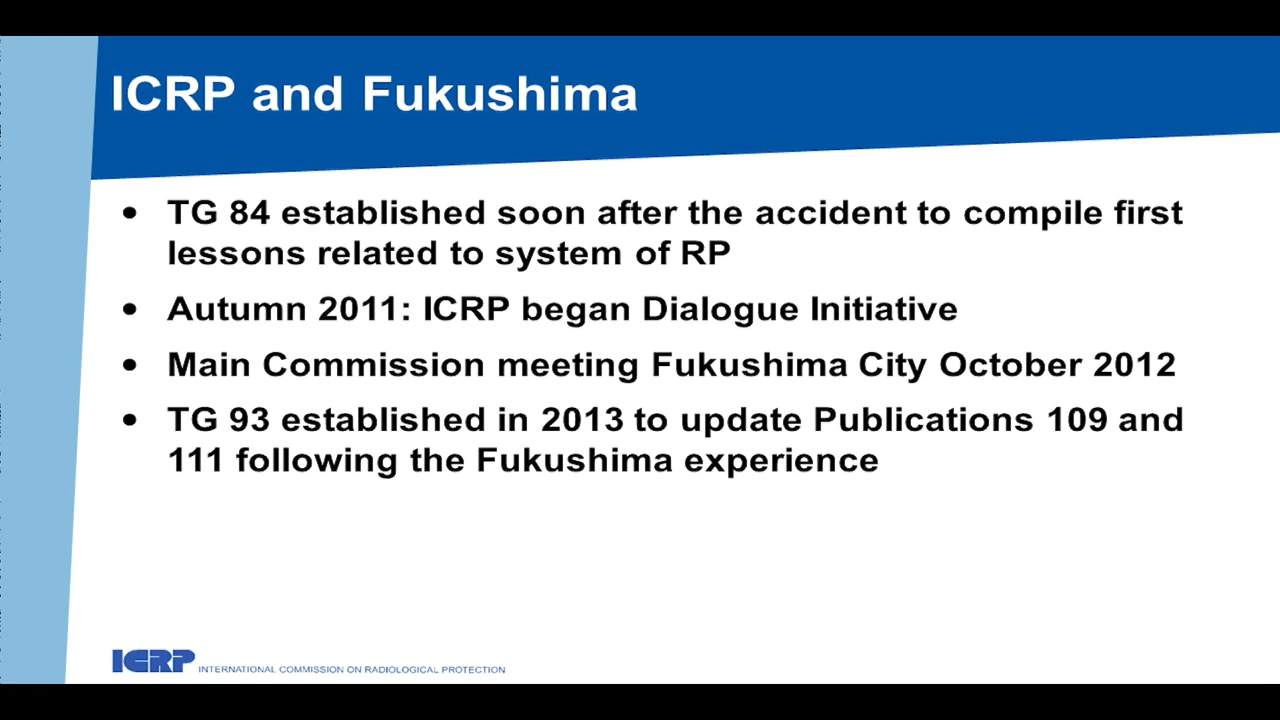 ICRP and Fukushima
• TG 84 established soon after the accident to compile first
lessons related to system of RP
• Autumn 2011: ICRP began Dialogue Initiative
• Main Commission meeting Fukushima City October 2012
• TG 93 established in 2013 to update Publications 109 and
111 following the Fukushima experience
ICRP INTERNATIONAL COMMISSION ON RADIOLOGICAL PROTECTION